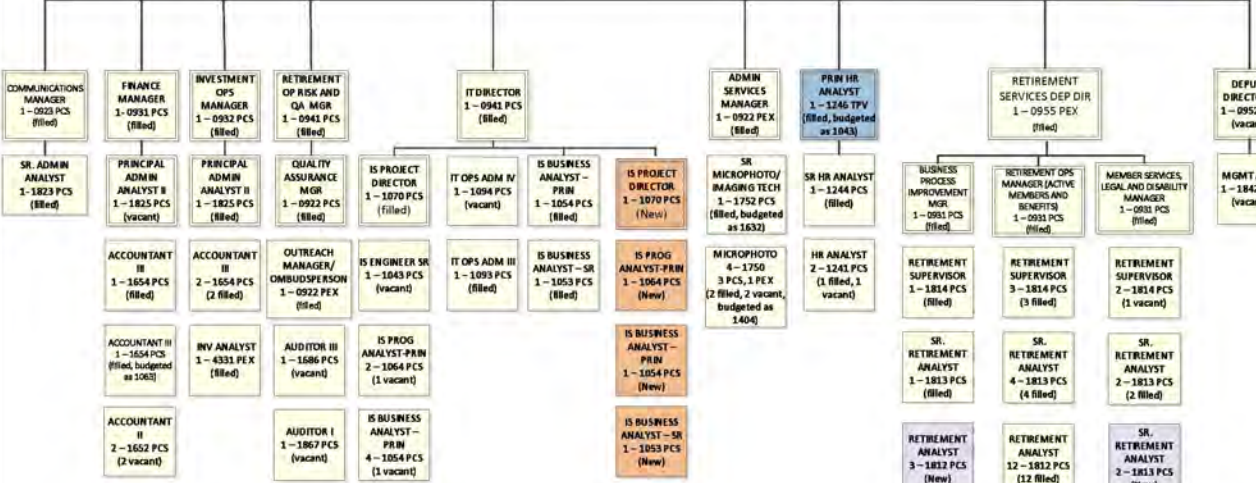 COMMUNICATIONS
MANAGER
1 – 0923 PCS
(filled)
FINANCE
MANAGER
1- 0931 PCS
(filled)
INVESTMENT
OPS
MANAGER
1 – 0932 PCS
(filled)
RETIREMENT
OP RISK AND
QA MGR
1 – 0941 PCS
(filled)
IT DIRECTOR
1 – 0941 PCS
(filled)
ADMIN
SERVICES
MANAGER
1 – 0922 PEX
(filled)
PRIN HR
ANALYST
1 – 1246 TPV
(filled, budgeted
as 1043)
RETIREMENT
SERVICES DEP DIR
1 – 0955 PEX
(filled)
1 – 0952
SR. ADMIN
ANALYST
1-1823 PCS
(filled)
PRINCIPAL
ADMIN
ANALYST II
1 – 1825 PCS
(vacant)
PRINCIPAL
ADMIN
ANALYST II
1 – 1825 PCS
(filled)
QUALITY
ASSURANCE
MGR
1 – 0922 PCS
(filled)
IS PROJECT
DIRECTOR
1 – 1070 PCS
(filled)
IT OPS ADM IV
1 – 1094 PCS
(vacant)
IS BUSINESS
ANALYST –
PRIN
1 – 1054 PCS
(filled)
IS PROJECT
DIRECTOR
1 – 1070 PCS
(New)
SR
MICROPHOTO/
IMAGING TECH
1 – 1752 PCS
(filled, budgeted
as 1632)
SR HR ANALYST
1 – 1244 PCS
(filled)
BUSINESS
PROCESS
IMPROVEMENT
MGR
1 – 0931 PCS
(filled)
RETIREMENT OPS
MANAGER (ACTIVE
MEMBERS AND
BENEFITS)
1 – 0931 PCS
(filled)
MEMBER SERVICES,
LEGAL AND DISABILITY
MANAGER
1 – 0931 PCS
(filled)
MGMT
1 – 1842
ACCOUNTANT
III
1 – 1654 PCS
(filled)
ACCOUNTANT
III
2 – 1654 PCS
(2 filled)
OUTREACH
MANAGER/
OMBUDSPERSON
1 – 0922 PEX
(filled)
IS ENGINEER SR
1 – 1043 PCS
(vacant)
IT OPS ADM III
1 – 1093 PCS
(filled)
IS BUSINESS
ANALYST – SR
1 – 1053 PCS
(filled)
IS PROG
ANALYST-PRIN
1 – 1064 PCS
(New)
MICROPHOTO
4 – 1750
3 PCS, 1 PEX
(2 filled, 2 vacant,
budgeted as
1404)
HR ANALYST
2 – 1241 PCS
(1 filled, 1
vacant)
RETIREMENT
SUPERVISOR
1 – 1814 PCS
(filled)
RETIREMENT
SUPERVISOR
3 – 1814 PCS
(3 filled)
RETIREMENT
SUPERVISOR
2 – 1814 PCS
(1 vacant)
ACCOUNTANT III
1 – 1654 PCS
(filled, budgeted
as 1063)
INV ANALYST
1 – 4331 PEX
(filled)
AUDITOR III
1 – 1686 PCS
(vacant)
IS PROG
ANALYST-PRIN
2 – 1064 PCS
(1 vacant)
IS BUSINESS
ANALYST –
PRIN
1 – 1054 PCS
(New)
SR.
RETIREMENT
ANALYST
1 – 1813 PCS
(filled)
SR.
RETIREMENT
ANALYST
4 – 1813 PCS
(4 filled)
SR.
RETIREMENT
ANALYST
2 – 1813 PCS
(2 filled)
ACCOUNTANT
II
2 – 1652 PCS
(2 vacant)
AUDITOR I
1 – 1867 PCS
(vacant)
IS BUSINESS
ANALYST –
PRIN
4 – 1054 PCS
(1 vacant)
IS BUSINESS
ANALYST – SR
1 – 1053 PCS
(New)
RETIREMENT
ANALYST
3 – 1812 PCS
(New)
RETIREMENT
ANALYST
12 – 1812 PCS
(12 filled)
SR.
RETIREMENT
ANALYST
2 – 1813 PCS